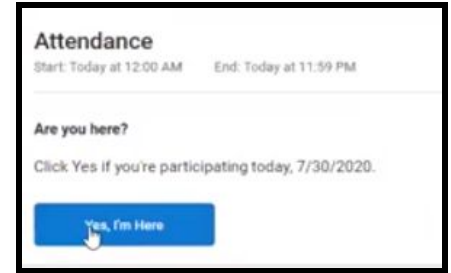 Attendance
Start: Today at 12:00 AM End: Today at 11:59 PM
Are you here?
Click Yes if you're participating today, 7/30/2020.
Yes, I'm Here